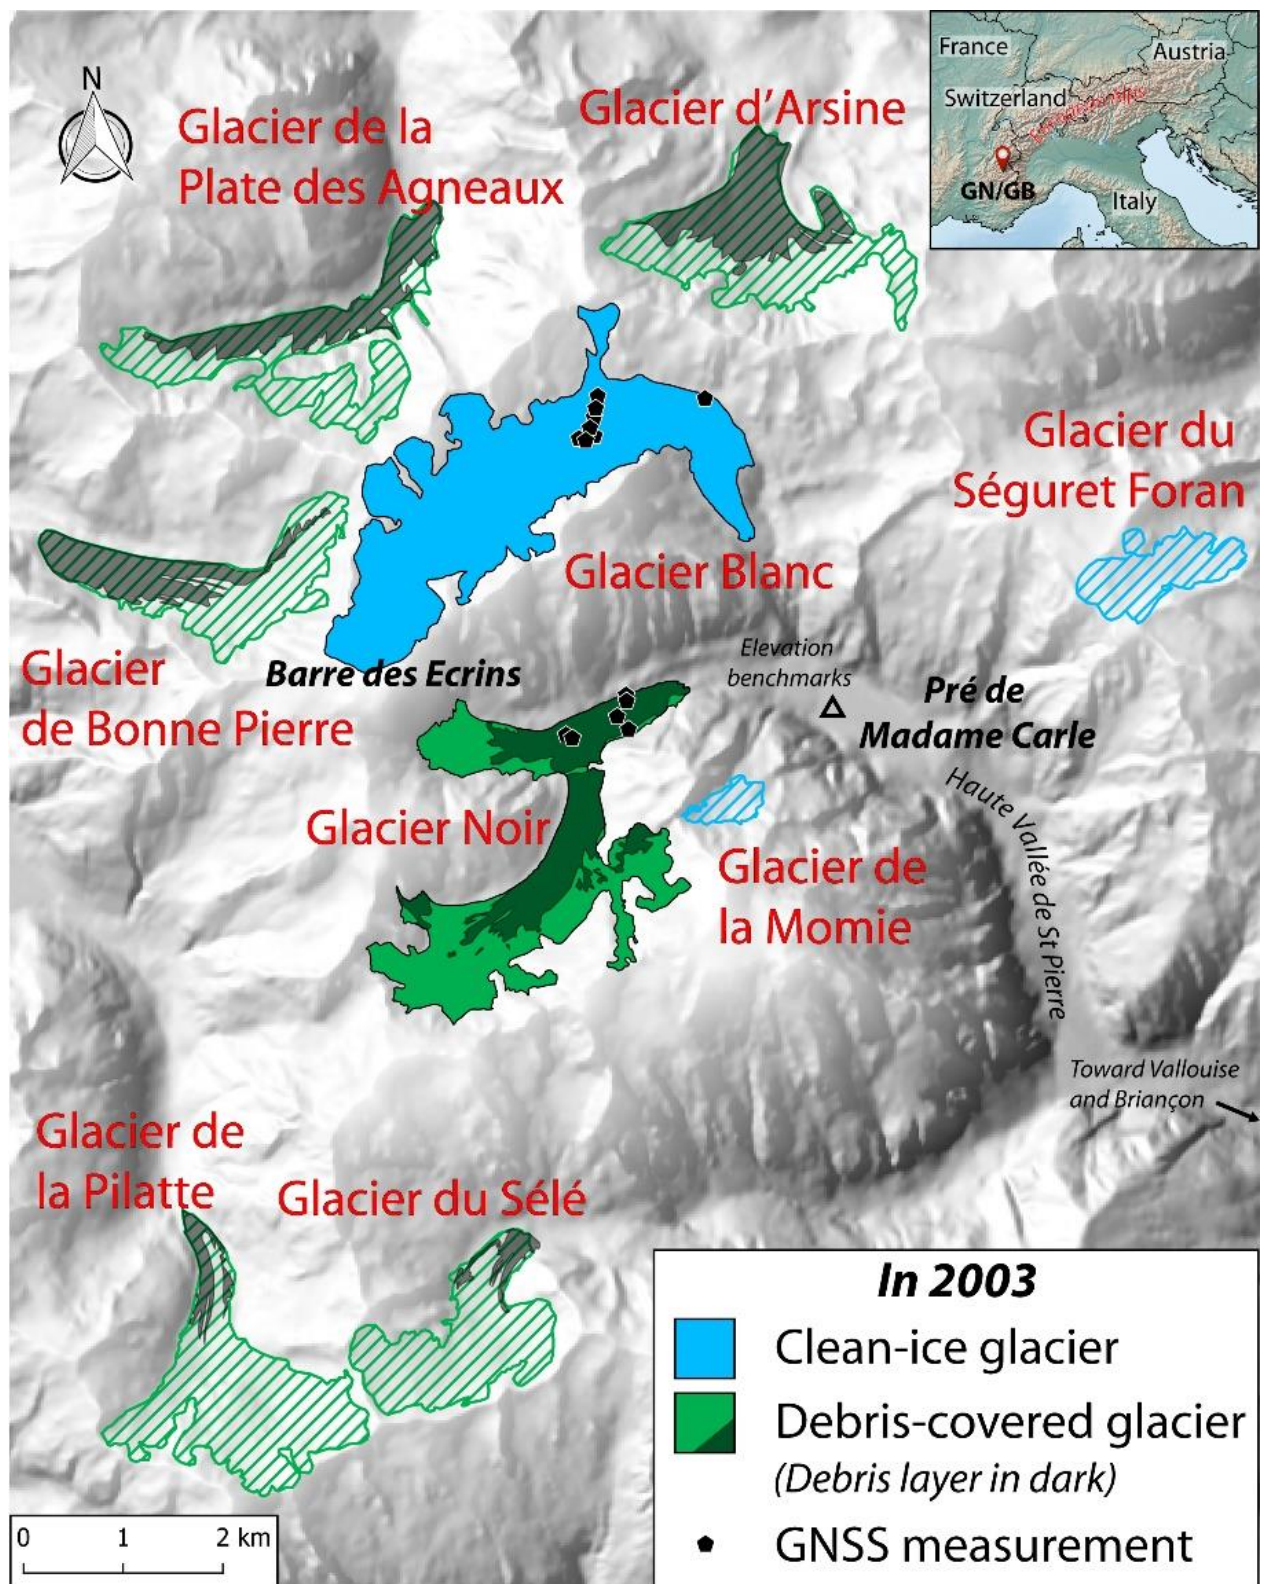 N
Glacier de la
Plate des Agneaux
Glacier d'Arsine
France
Austria
Switzerland
GN/GB
Italy
Glacier du
Séguret Foran
Glacier Blanc
Glacier
de Bonne Pierre
Barre des Ecrins
Elevation
benchmarks
Pré de
Madame Carle
Haute Vallée de St Pierre
Glacier Noir
Glacier de
la Momie
Toward Vallouise
and Briançon
Glacier de
la Pilatte
Glacier du Sélé
In 2003
Clean-ice glacier
Debris-covered glacier
(Debris layer in dark)
GNSS measurement
0 1 2 km